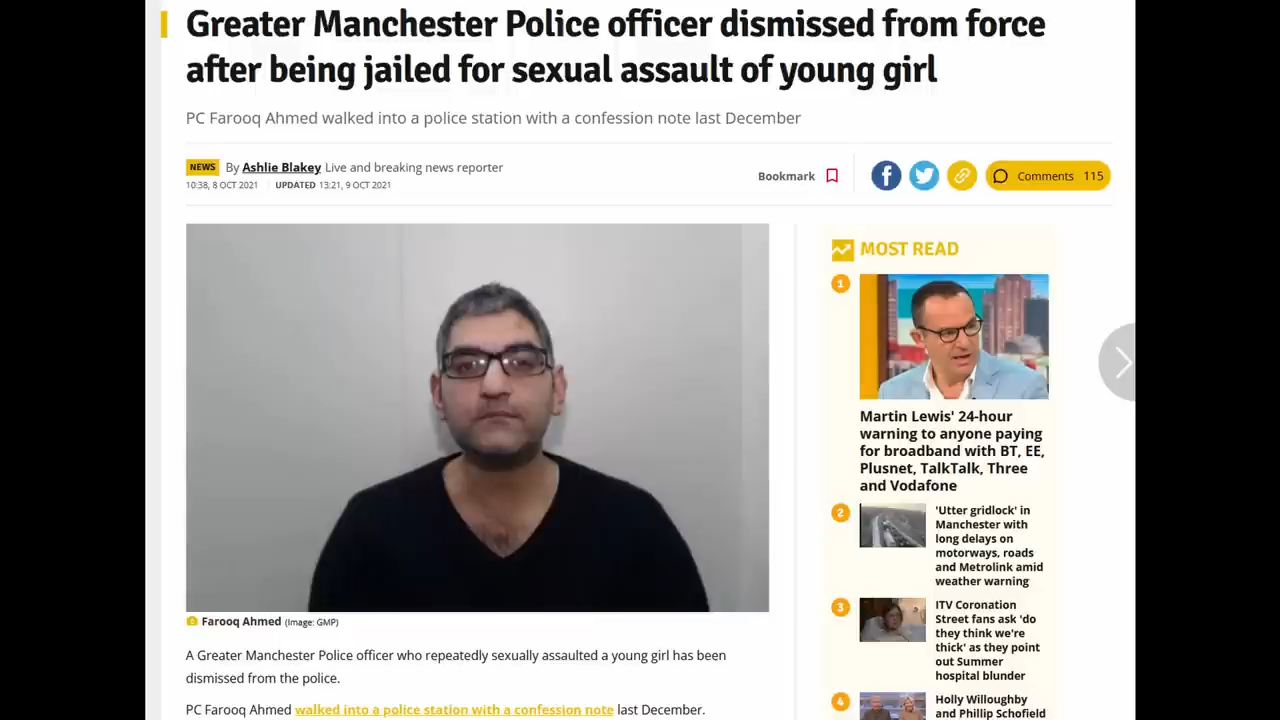 Greater Manchester Police officer dismissed from force
after being jailed for sexual assault of young girl
PC Farooq Ahmed walked into a police station with a confession note last December
NEWS By Ashlie Blakey Live and breaking news reporter
10:38, 8 OCT 2021 UPDATED 13:21, 9 OCT 2021
Bookmark
Comments 115
Farooq Ahmed (Image: GMP)
A Greater Manchester Police officer who repeatedly sexually assaulted a young girl has been
dismissed from the police.
PC Farooq Ahmed walked into a police station with a confession note last December.
MOST READ
1
Martin Lewis' 24-hour
warning to anyone paying
for broadband with BT, EE,
Plusnet, TalkTalk, Three
and Vodafone
2
'Utter gridlock' in
Manchester with
long delays on
motorways, roads
and Metrolink amid
weather warning
3
ITV Coronation
Street fans ask 'do
they think we're
thick' as they point
out Summer
hospital blunder
4
Holly Willoughby
and Phillip Schofield